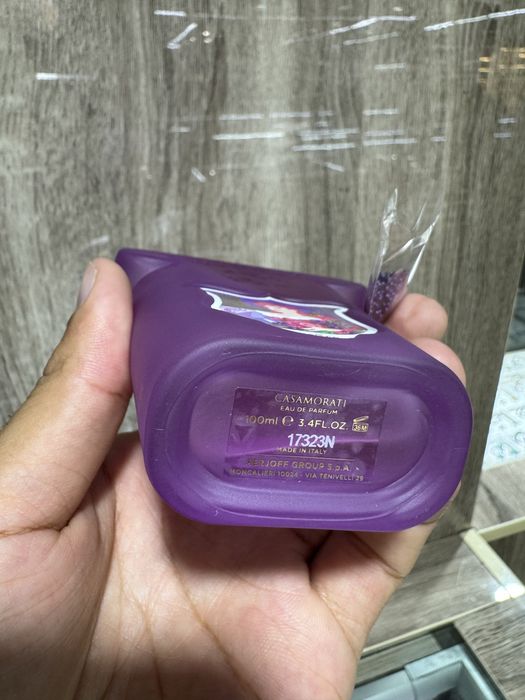 CASAMORATI
EAU DE PARFUM
100ml ℮ 3.4FL.OZ. 36M
17323N
MADE IN ITALY
XERJOFF GROUP S.p.A.
MONCALIERI 10024 - VIA TENIVELLI 29